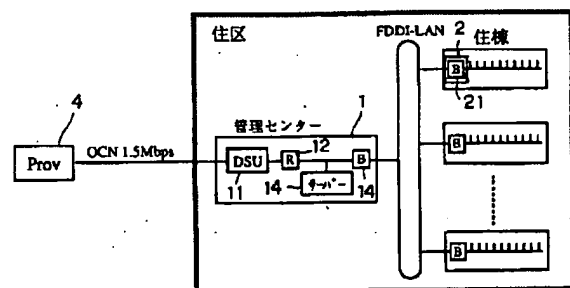 住区
FDDI-LAN
2
住棟
B
21
4
管理センター
1
12
Prov
OCN 1.5Mbps
DSU
R
B
11
14
サーバー
14
B
B